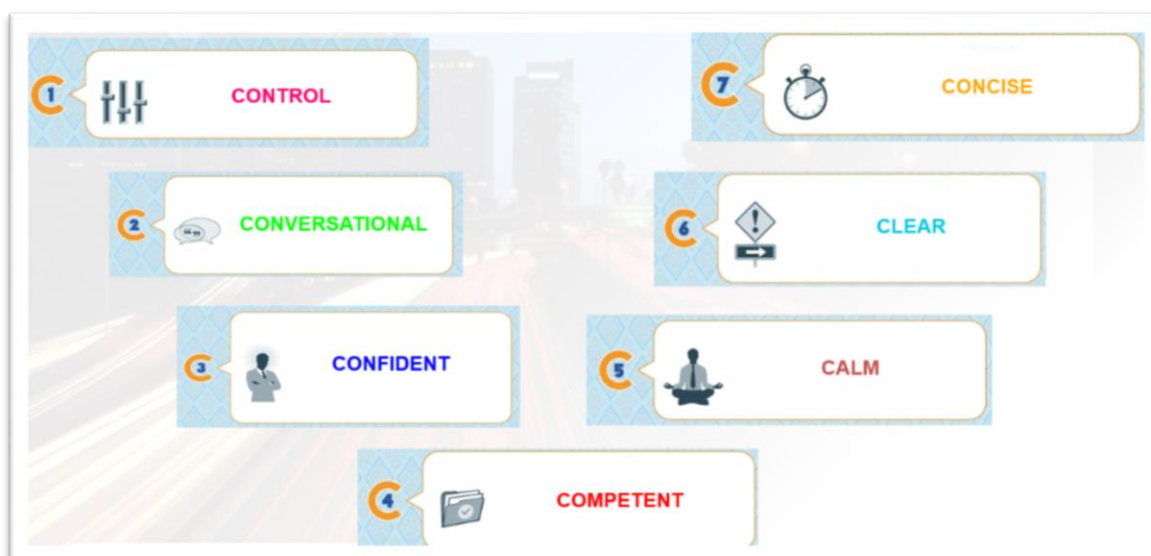 1 CONTROL
2 CONVERSATIONAL
3 CONFIDENT
4 COMPETENT
5 CALM
6 CLEAR
7 CONCISE